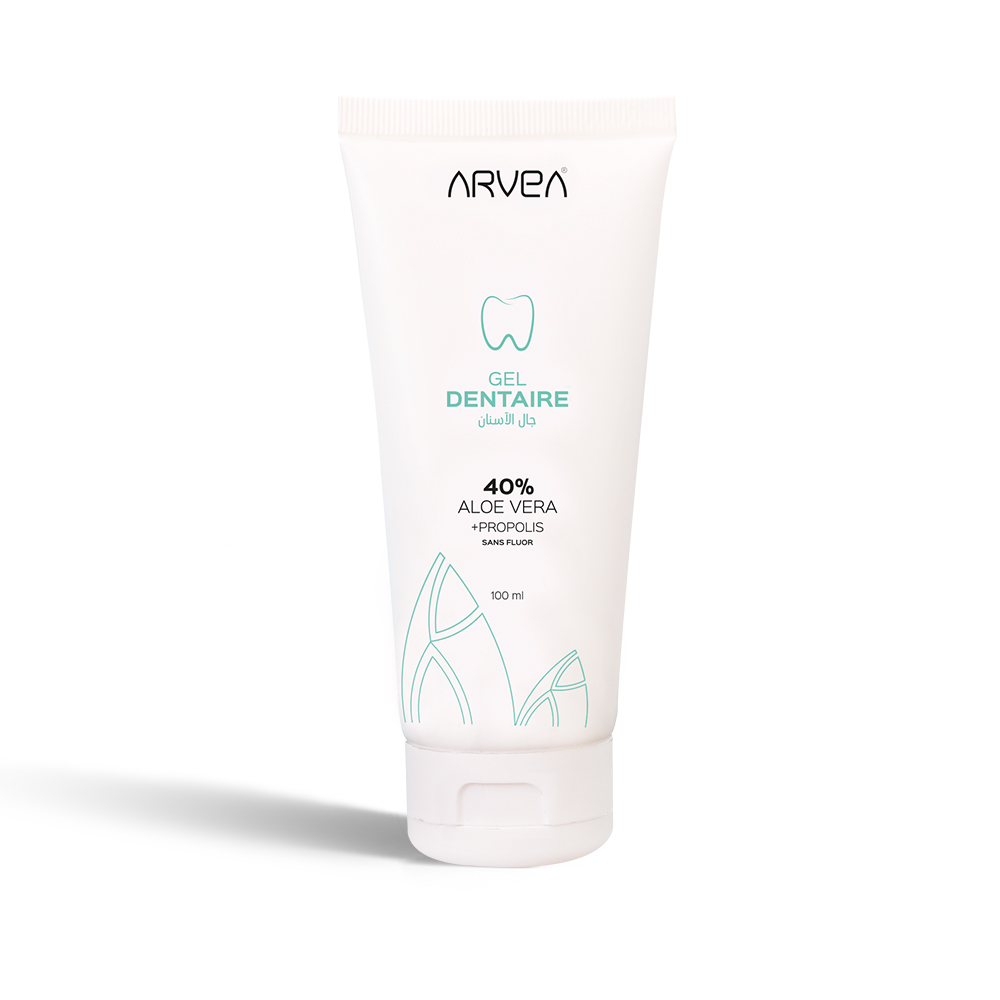 ARVEA®
GEL
DENTAIRE
جال الأسنان
40%
ALOE VERA
+PROPOLIS
SANS FLUOR
100 ml